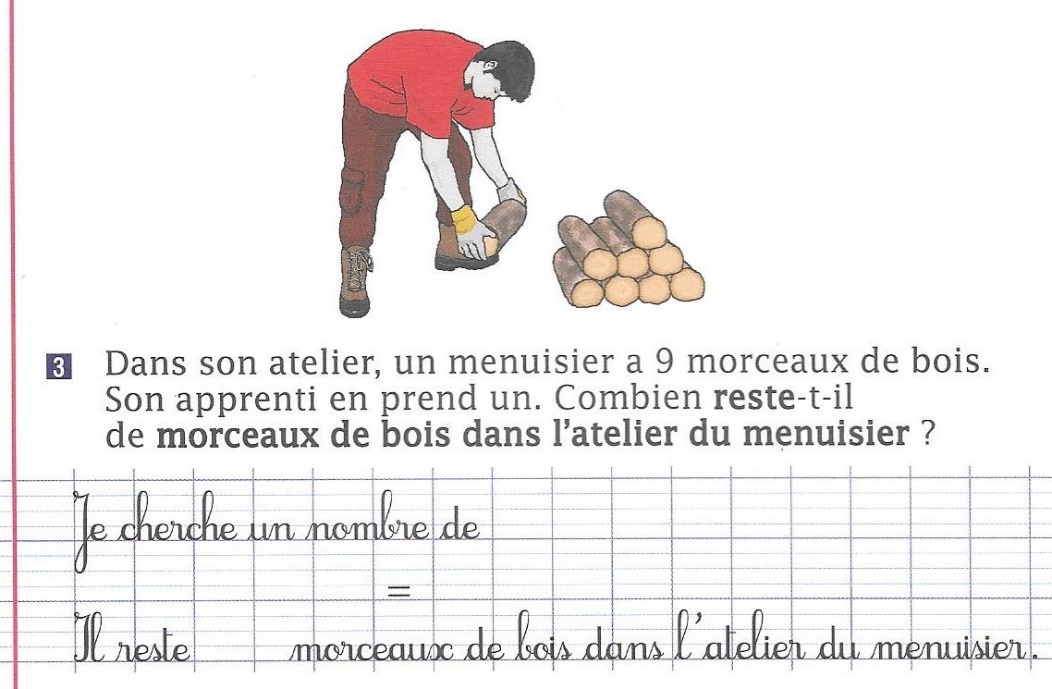 3 Dans son atelier, un menuisier a 9 morceaux de bois.
Son apprenti en prend un. Combien reste-t-il
de morceaux de bois dans l'atelier du menuisier ?
Je cherche un nombre de
=
Il reste morceaux de bois dans l'atelier du menuisier.